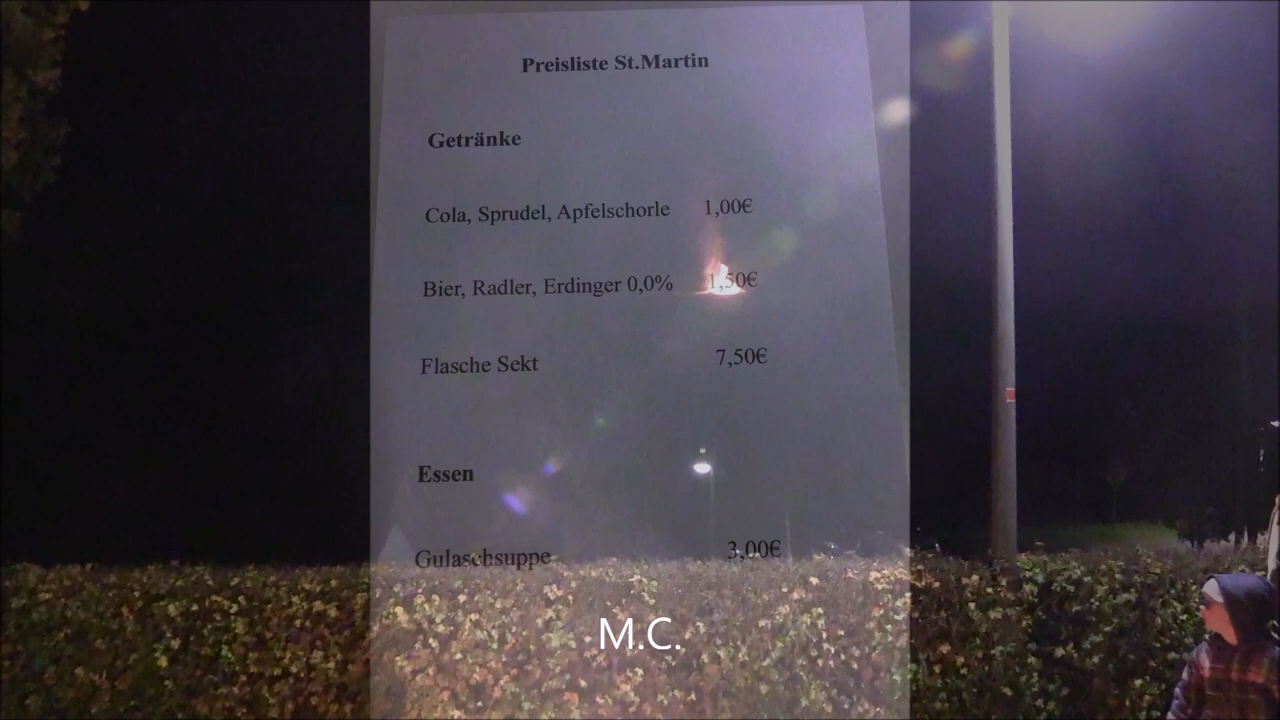 Preisliste St.Martin
Getränke
Cola, Sprudel, Apfelschorle 1,00€
Bier, Radler, Erdinger 0,0% 1,50€
Flasche Sekt 7,50€
Essen
Gulaschsuppe 3,00€
M.C.